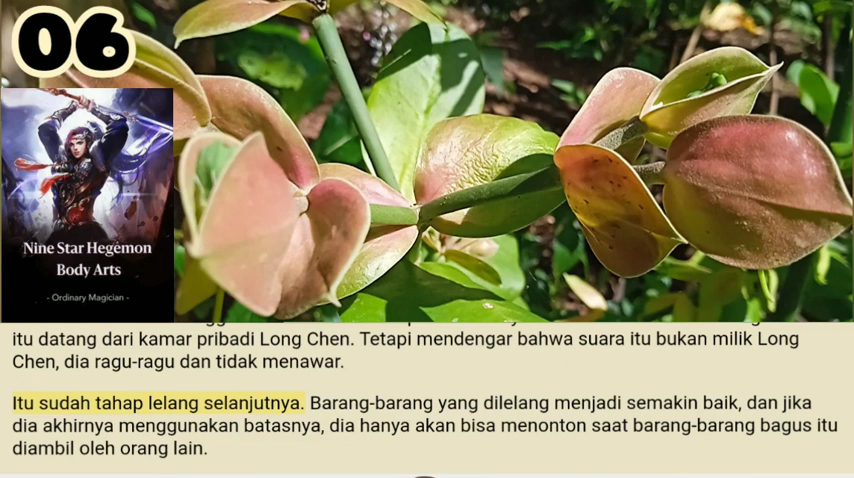 06
Nine Star Hegemon
Body Arts
- Ordinary Magician -
itu datang dari kamar pribadi Long Chen. Tetapi mendengar bahwa suara itu bukan milik Long
Chen, dia ragu-ragu dan tidak menawar.
Itu sudah tahap lelang selanjutnya. Barang-barang yang dilelang menjadi semakin baik, dan jika
dia akhirnya menggunakan batasnya, dia hanya akan bisa menonton saat barang-barang bagus itu
diambil oleh orang lain.